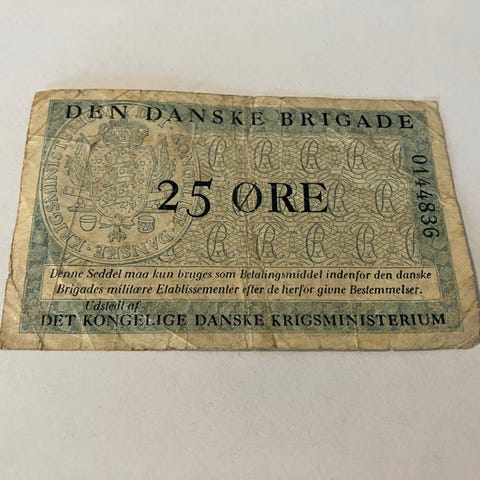 DEN DANSKE BRIGADE
25 ØRE
0144836
Denne Seddel maa kun bruges som Betalingsmiddel indenfor den danske
Brigades militære Etablissementer efter de herfor givne Bestemmelser.
Udstedt af
DET KONGELIGE DANSKE KRIGSMINISTERIUM